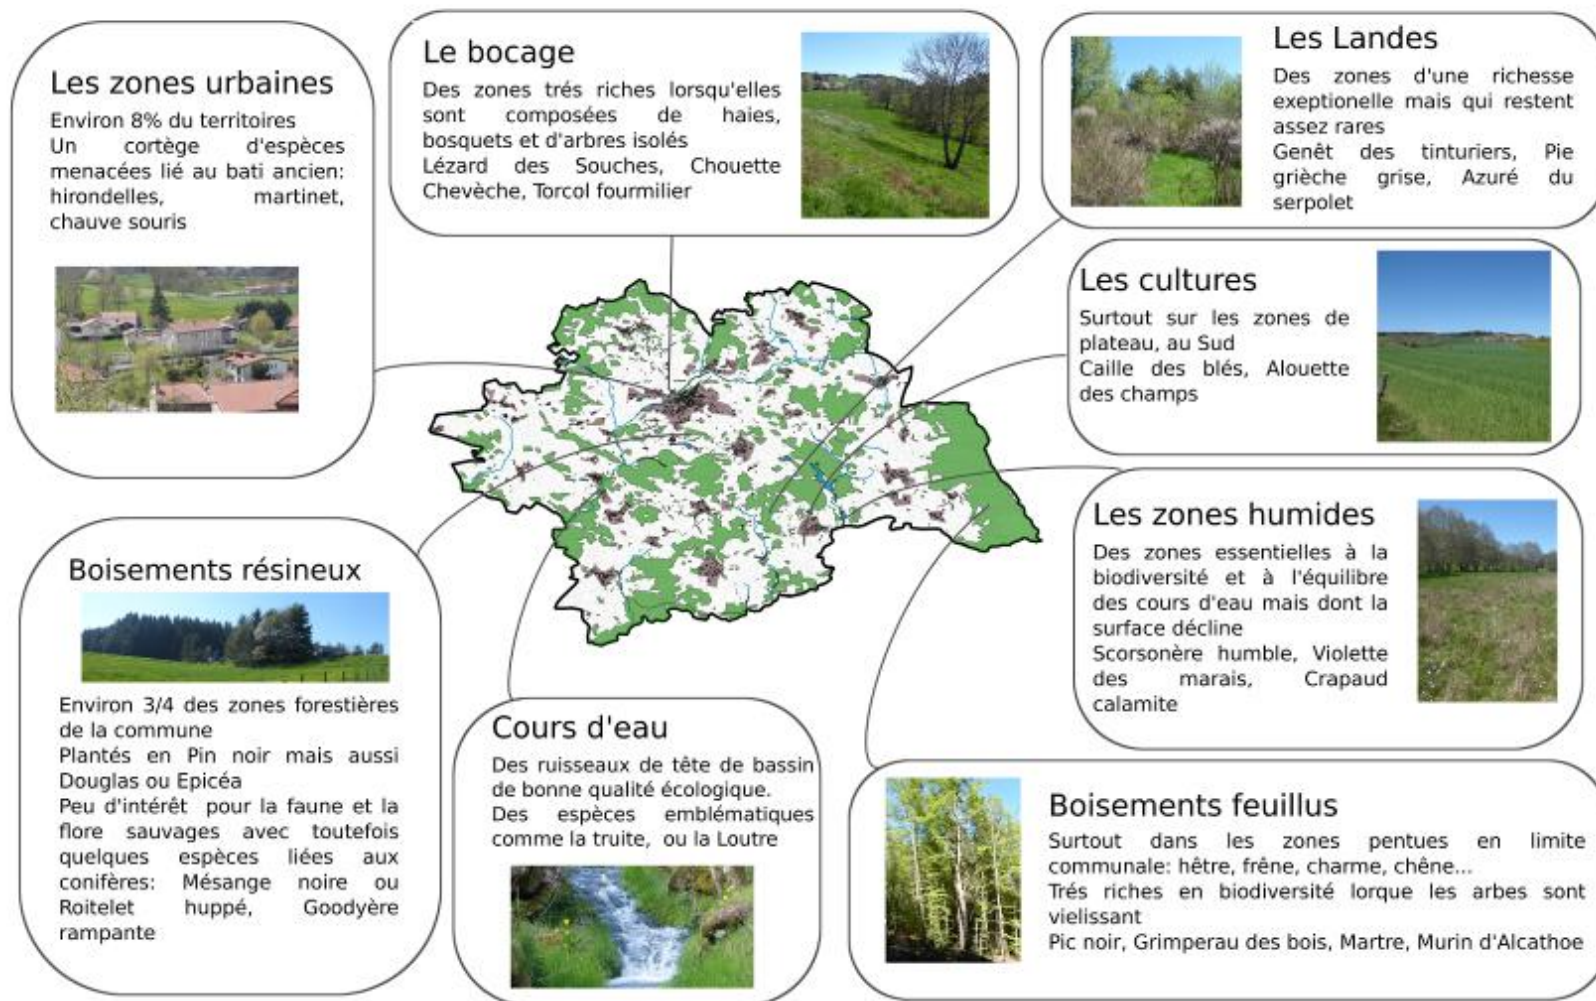 Les zones urbaines
Environ 8% du territoires
Un cortège d'espèces
menacées lié au bati ancien:
hirondelles, martinet,
chauve souris
Le bocage
Des zones trés riches lorsqu'elles
sont composées de haies,
bosquets et d'arbres isolés
Lézard des Souches, Chouette
Chevèche, Torcol fourmilier
Les Landes
Des zones d'une richesse
exeptionelle mais qui restent
assez rares
Genêt des tinturiers, Pie
grièche grise, Azuré du
serpolet
Les cultures
Surtout sur les zones de
plateau, au Sud
Caille des blés, Alouette
des champs
Les zones humides
Des zones essentielles à la
biodiversité et à l'équilibre
des cours d'eau mais dont la
surface décline
Scorsonère humble, Violette
des marais, Crapaud
calamite
Boisements résineux
Environ 3/4 des zones forestières
de la commune
Plantés en Pin noir mais aussi
Douglas ou Epicéa
Peu d'intérêt pour la faune et la
flore sauvages avec toutefois
quelques espèces liées aux
conifères: Mésange noire ou
Roitelet huppé, Goodyère
rampante
Cours d'eau
Des ruisseaux de tête de bassin
de bonne qualité écologique.
Des espèces emblématiques
comme la truite, ou la Loutre
Boisements feuillus
Surtout dans les zones pentues en limite
communale: hêtre, frêne, charme, chêne...
Trés riches en biodiversité lorque les arbes sont
vielissant
Pic noir, Grimperau des bois, Martre, Murin d'Alcathoe